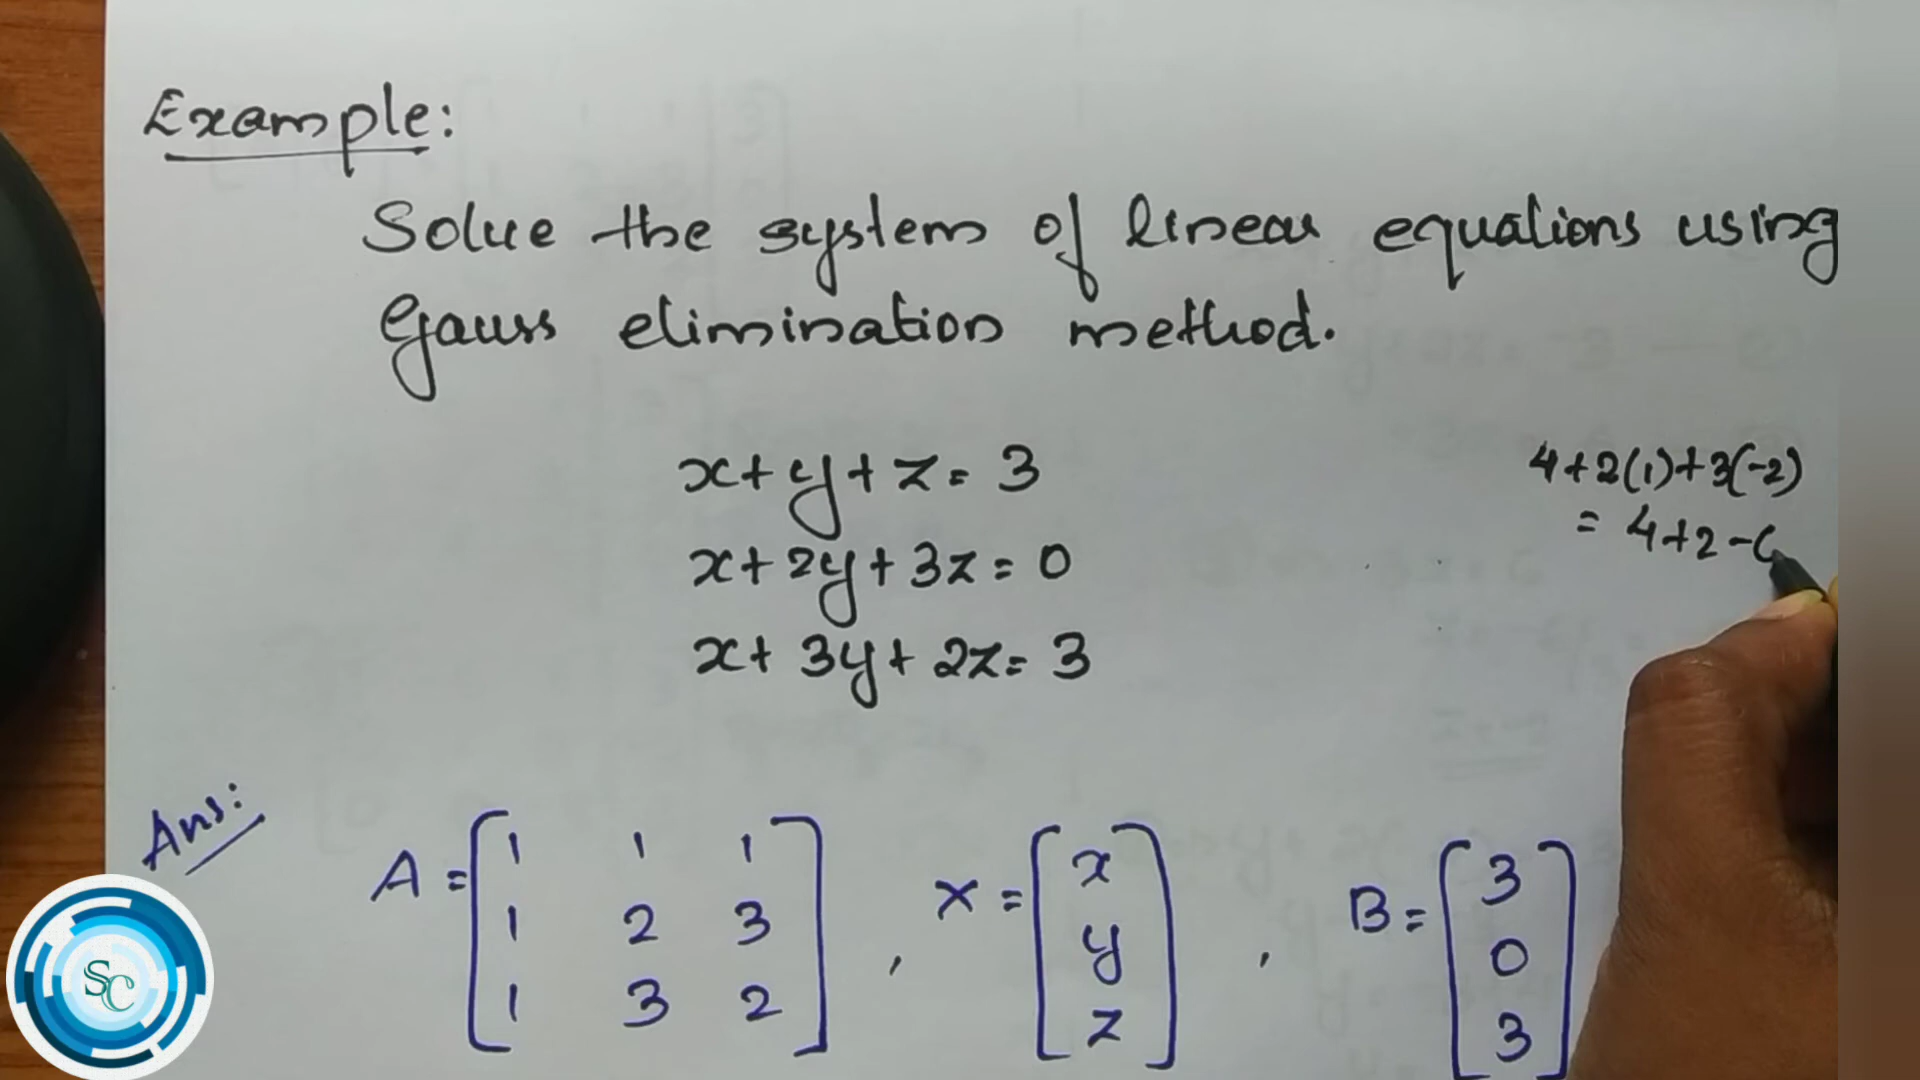 Example:
Solve the system of linear equations using
Gauss elimination method.
x+y+z= 3
x+2y+3z=0
x+3y+2z=3
4+2(1)+3(-2)
= 4+2-6
Ans:
A = [1 1 1
1 2 3
1 3 2] , X = [x
y
z] , B = [3
0
3]
SC